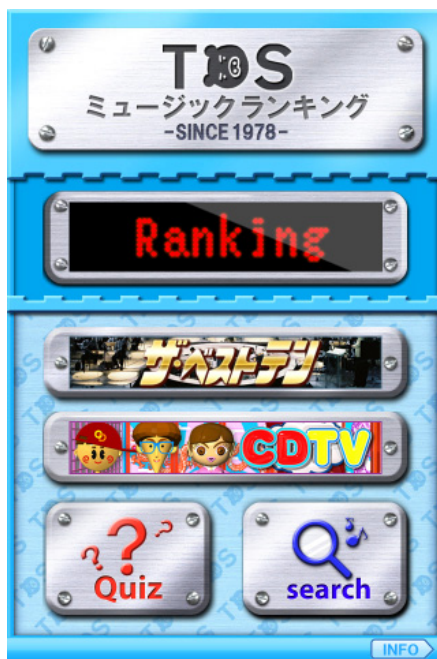 TBS
ミュージックランキング
-SINCE 1978-
Ranking
ザ・ベストテン
CDTV
Quiz
search
INFO